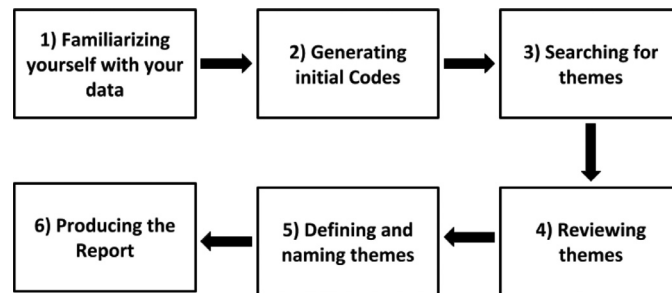 1) Familiarizing
yourself with your
data
2) Generating
initial Codes
3) Searching for
themes
4) Reviewing
themes
5) Defining and
naming themes
6) Producing the
Report